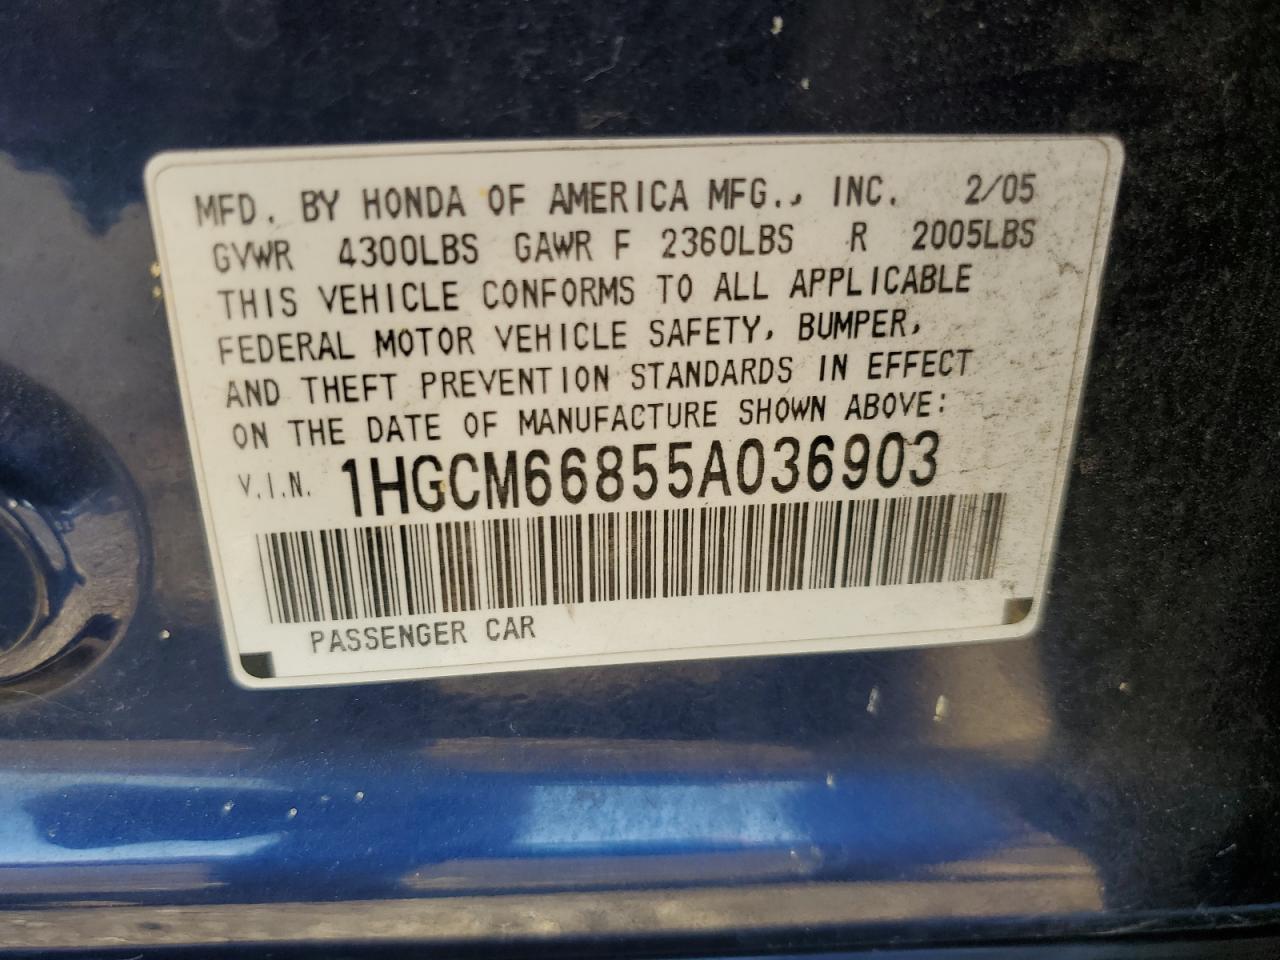 MFD. BY HONDA OF AMERICA MFG., INC. 2/05
GVWR 4300LBS GAWR F 2360LBS R 2005LBS
THIS VEHICLE CONFORMS TO ALL APPLICABLE
FEDERAL MOTOR VEHICLE SAFETY, BUMPER,
AND THEFT PREVENTION STANDARDS IN EFFECT
ON THE DATE OF MANUFACTURE SHOWN ABOVE:
V.I.N. 1HGCM66855A036903
PASSENGER CAR